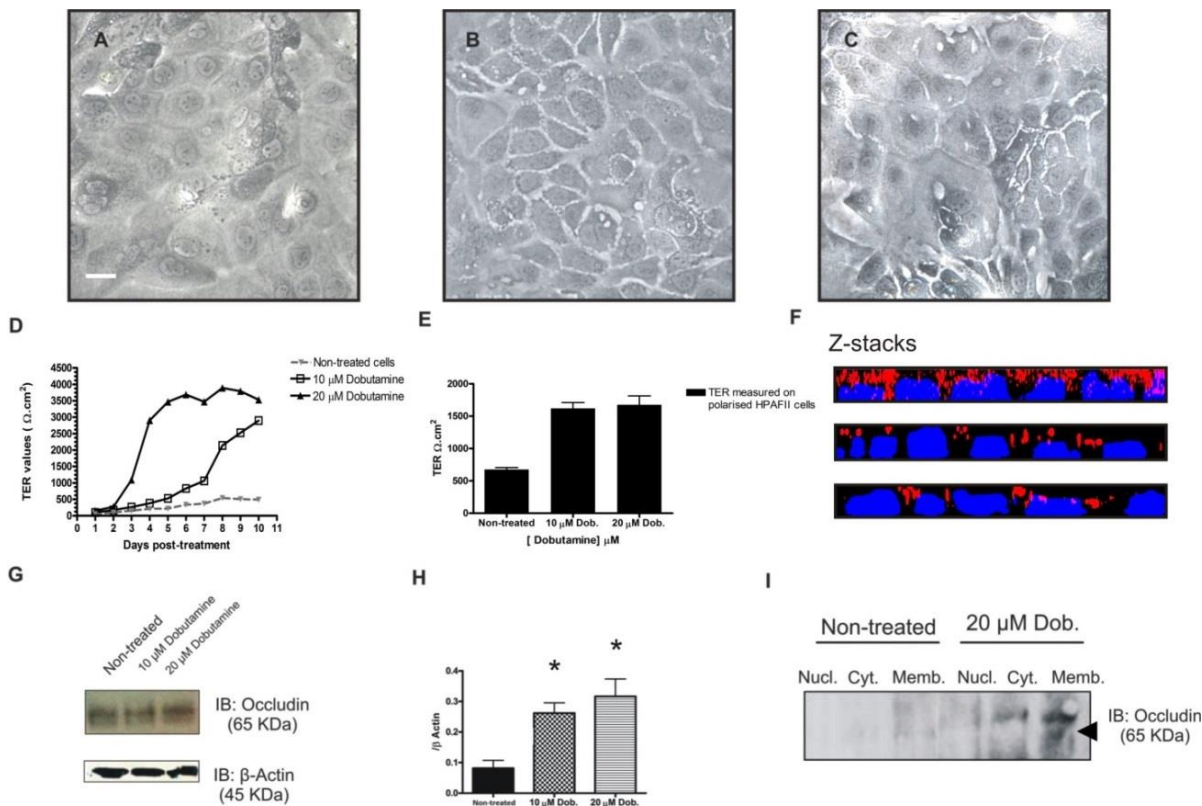 A
B
C
D
TER values ( Ω.cm²)
4500
4000
3500
3000
2500
2000
1500
1000
500
0
0 1 2 3 4 5 6 7 8 9 10 11
Days post-treatment
Non-treated cells
10 μM Dobutamine
20 μM Dobutamine
E
TER Ω.cm²
2000
1500
1000
500
0
Non-treated 10 μM Dob. 20 μM Dob.
[ Dobutamine] μM
TER measured on
polarised HPAFII cells
F
Z-stacks
G
Non-treated
10 μM Dobutamine
20 μM Dobutamine
IB: Occludin
(65 KDa)
IB: β-Actin
(45 KDa)
H
/β Actin
0.4
0.3
0.2
0.1
0.0
* *
Non-treated 10 μM Dob. 20 μM Dob.
I
Non-treated 20 μM Dob.
Nucl. Cyt. Memb. Nucl. Cyt. Memb.
IB: Occludin
(65 KDa)